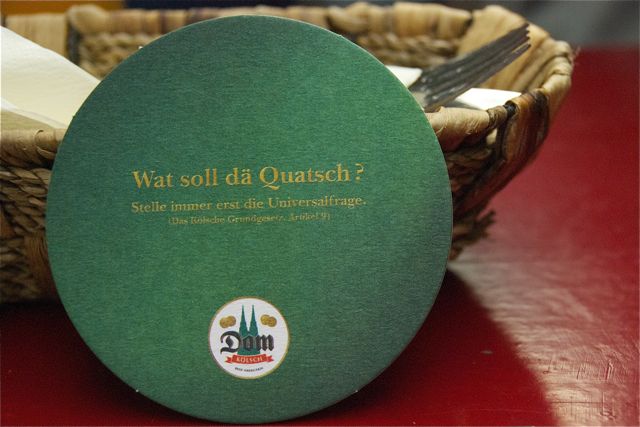 Wat soll dä Quatsch?
Stelle immer erst die Universalfrage.
(Das Kölsche Grundgesetz, Artikel 9)
Dom
KÖLSCH